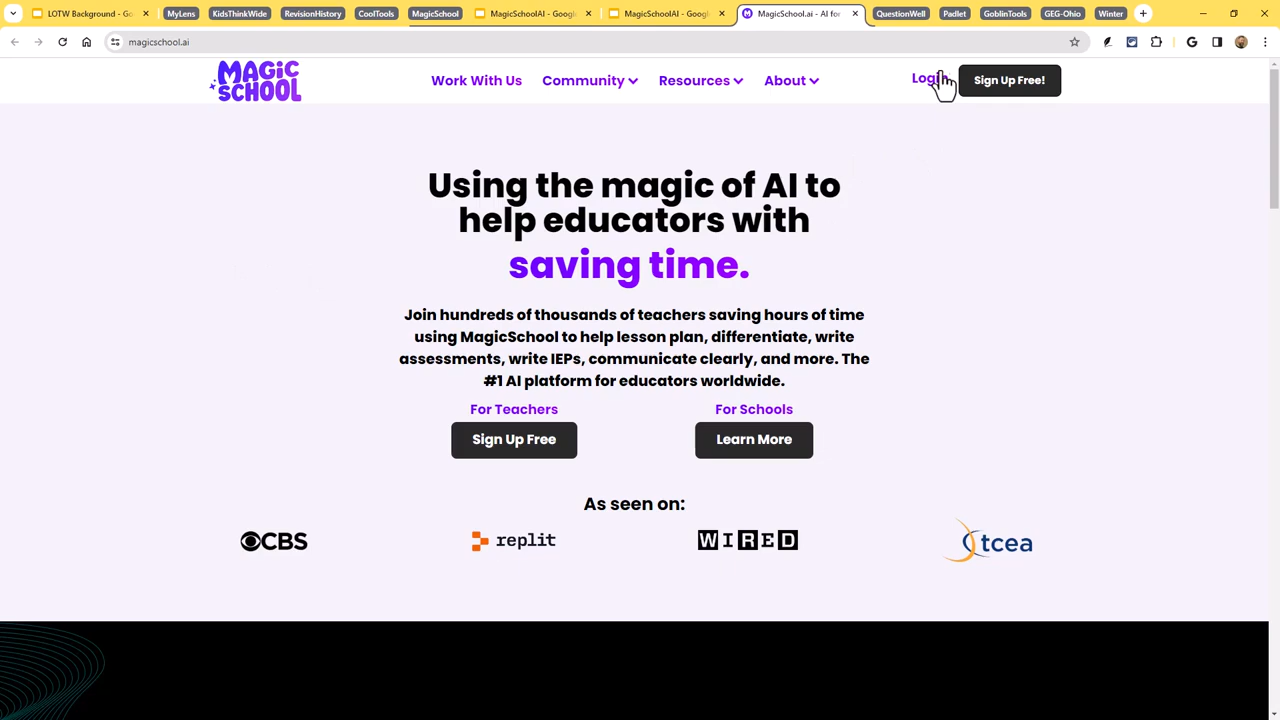 LOTW Background - Go
MyLens
KidsThinkWide
RevisionHistory
CoolTools
MagicSchool
MagicSchoolAI - Google
MagicSchoolAI - Google
MagicSchool.ai - AI for
QuestionWell
Padlet
GoblinTools
GEG-Ohio
Winter
magicschool.ai
MAGIC SCHOOL
Work With Us
Community
Resources
About
Login
Sign Up Free!
Using the magic of AI to
help educators with
saving time.
Join hundreds of thousands of teachers saving hours of time
using MagicSchool to help lesson plan, differentiate, write
assessments, write IEPs, communicate clearly, and more. The
#1 AI platform for educators worldwide.
For Teachers
For Schools
Sign Up Free
Learn More
As seen on:
CBS
replit
WIRED
tcea